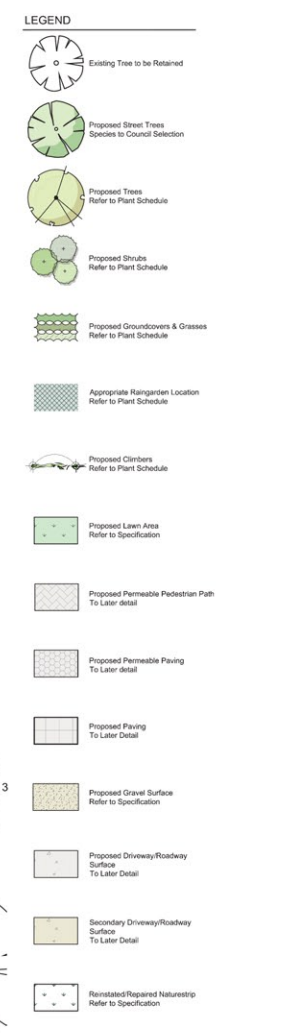 LEGEND
Existing Tree to be Retained
Proposed Street Trees
Species to Council Selection
Proposed Trees
Refer to Plant Schedule
Proposed Shrubs
Refer to Plant Schedule
Proposed Groundcovers & Grasses
Refer to Plant Schedule
Appropriate Raingarden Location
Refer to Plant Schedule
Proposed Climbers
Refer to Plant Schedule
Proposed Lawn Area
Refer to Specification
Proposed Permeable Pedestrian Path
To Later detail
Proposed Permeable Paving
To Later detail
Proposed Paving
To Later Detail
3
Proposed Gravel Surface
Refer to Specification
Proposed Driveway/Roadway
Surface
To Later Detail
Secondary Driveway/Roadway
Surface
To Later Detail
Reinstated/Repaired Naturestrip
Refer to Specification